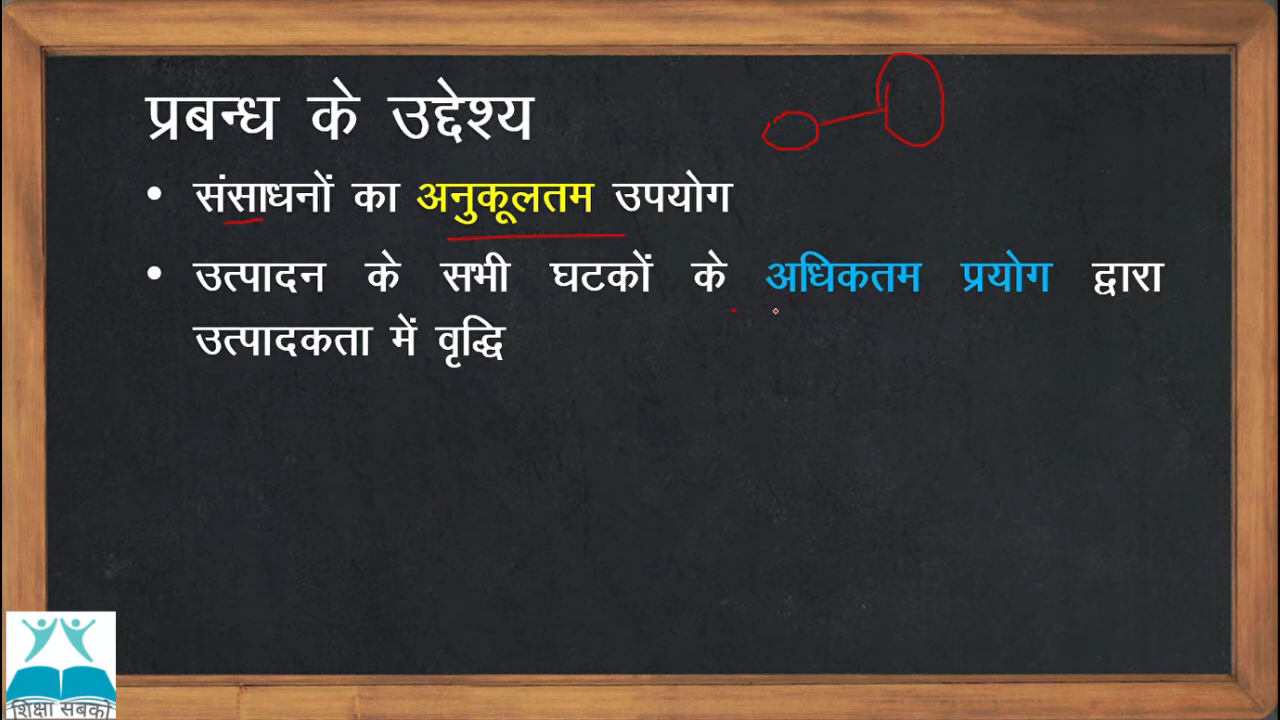 प्रबन्ध के उद्देश्य
• संसाधनों का अनुकूलतम उपयोग
• उत्पादन के सभी घटकों के अधिकतम प्रयोग द्वारा
उत्पादकता में वृद्धि
शिक्षा सबको